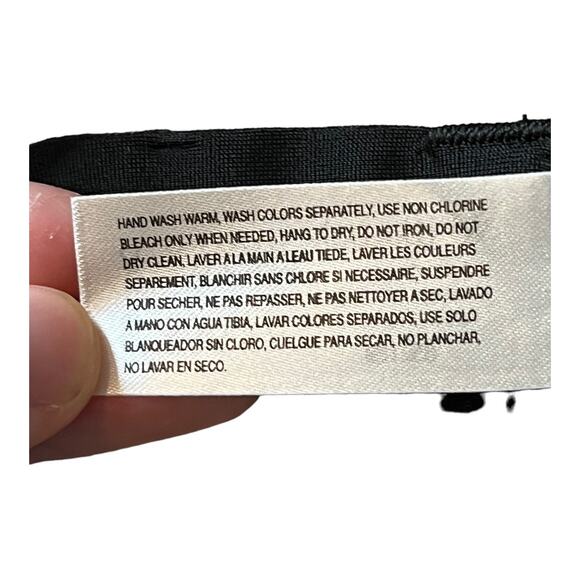 HAND WASH WARM, WASH COLORS SEPARATELY, USE NON CHLORINE
BLEACH ONLY WHEN NEEDED, HANG TO DRY, DO NOT IRON, DO NOT
DRY CLEAN. LAVER A LA MAIN A LEAU TIEDE, LAVER LES COULEURS
SEPAREMENT, BLANCHIR SANS CHLORE SI NECESSAIRE, SUSPENDRE
POUR SECHER, NE PAS REPASSER, NE PAS NETTOYER A SEC, LAVADO
A MANO CON AGUA TIBIA, LAVAR COLORES SEPARADOS, USE SOLO
BLANQUEADOR SIN CLORO, CUELGUE PARA SECAR, NO PLANCHAR,
NO LAVAR EN SECO.